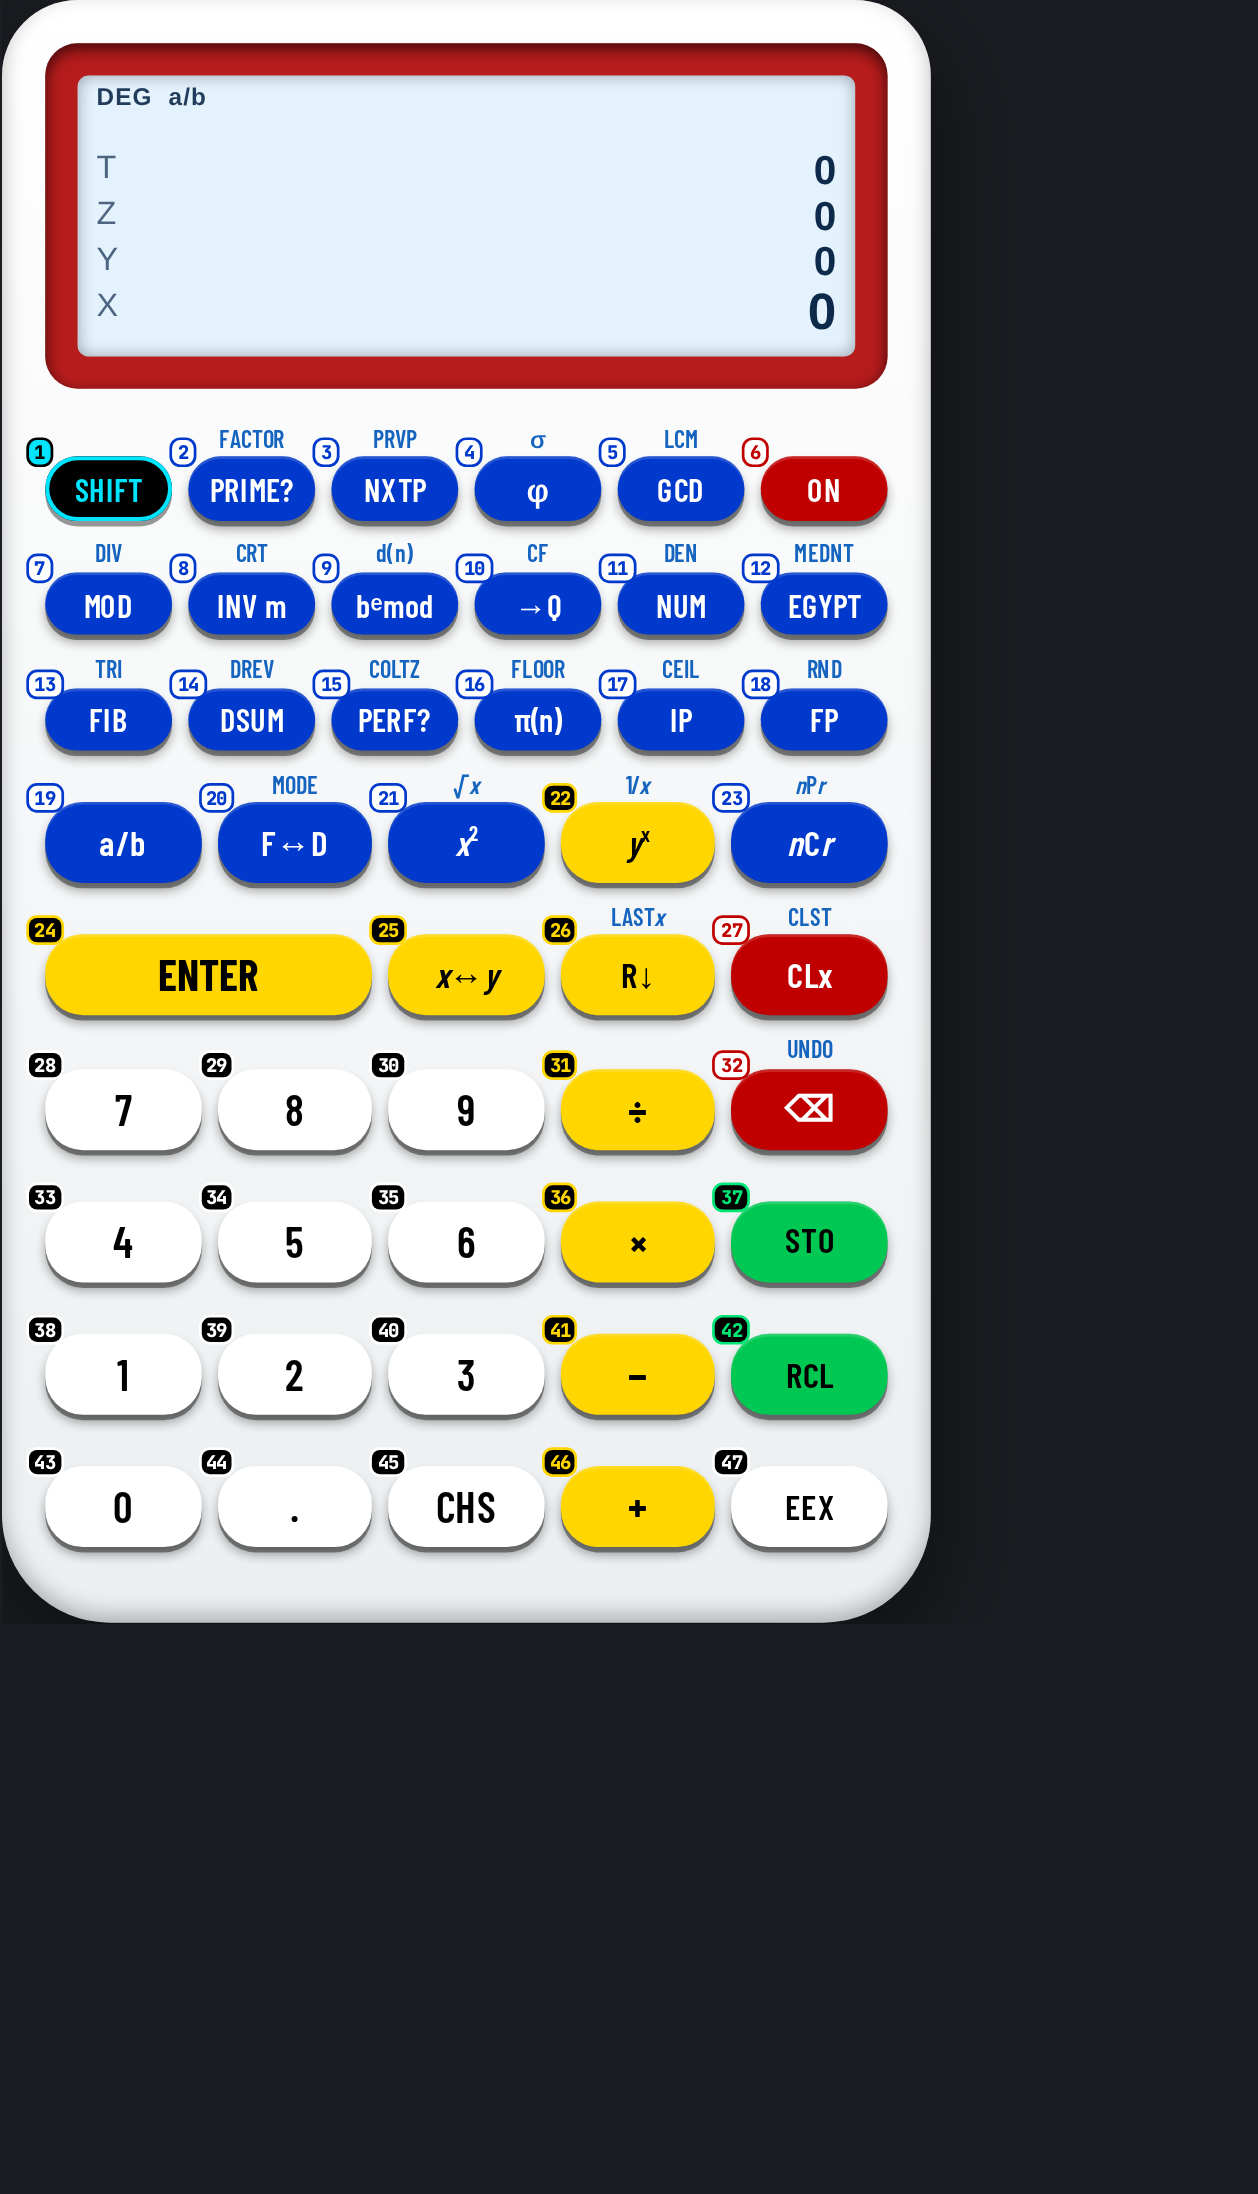 DEG a/b
T 0
Z 0
Y 0
X 0
FACTOR PRVP σ LCM
1 2 3 4 5 6
SHIFT PRIME? NXTP φ GCD ON
DIV CRT d(n) CF DEN MEDNT
7 8 9 10 11 12
MOD INV m bᵉmod →Q NUM EGYPT
TRI DREV COLTZ FLOOR CEIL RND
13 14 15 16 17 18
FIB DSUM PERF? π(n) IP FP
MODE √x 1/x nPr
19 20 21 22 23
a/b F↔D x² yˣ nCr
LASTx CLST
24 25 26 27
ENTER x↔y R↓ CLx
UNDO
28 29 30 31 32
7 8 9 ÷ ⌫
33 34 35 36 37
4 5 6 × STO
38 39 40 41 42
1 2 3 − RCL
43 44 45 46 47
0 . CHS + EEX